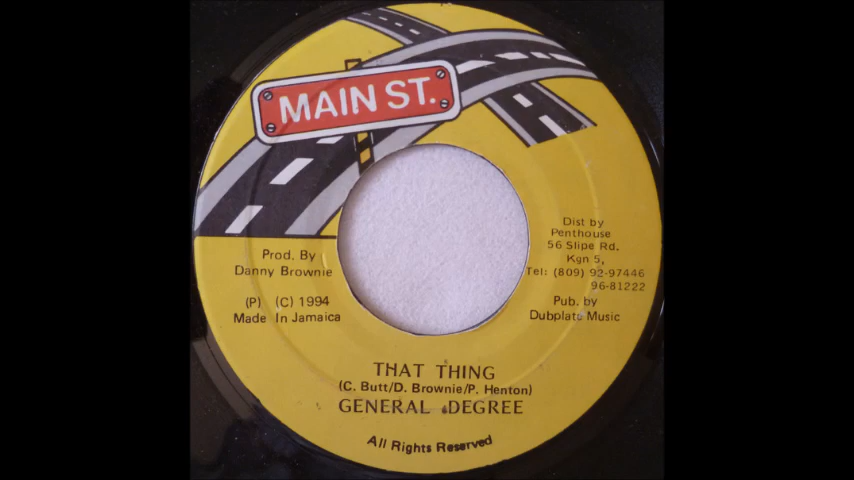 MAIN ST.
Prod. By
Danny Brownie
(P) (C) 1994
Made In Jamaica
Dist by
Penthouse
56 Slipe Rd.
Kgn 5,
Tel: (809) 92-97446
96-81222
Pub. by
Dubplate Music
THAT THING
(C. Butt/D. Brownie/P. Henton)
GENERAL DEGREE
All Rights Reserved